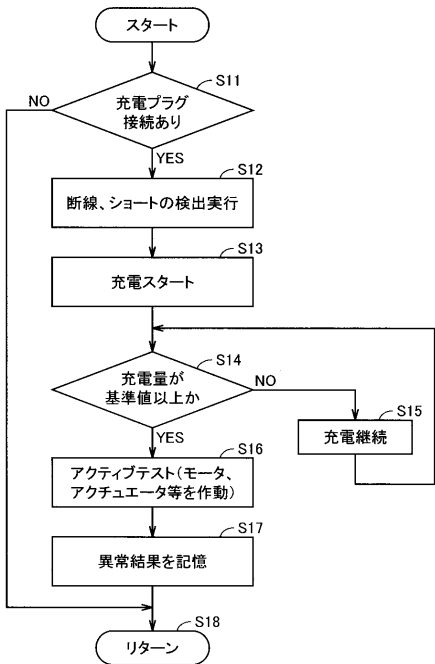 スタート
S11
充電プラグ
接続あり
NO
YES
S12
断線、ショートの検出実行
S13
充電スタート
S14
充電量が
基準値以上か
NO
YES
S15
充電継続
S16
アクティブテスト(モータ、
アクチュエータ等を作動)
S17
異常結果を記憶
S18
リターン